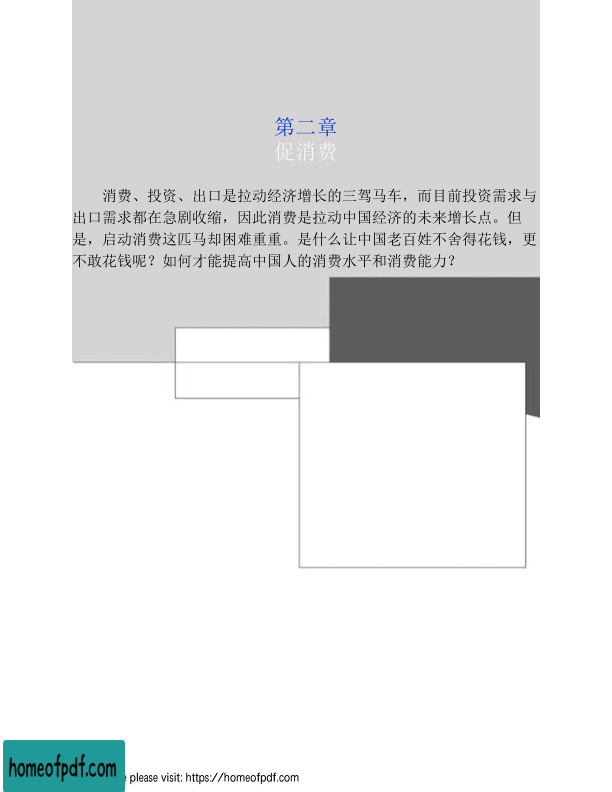 第二章
促消费
消费、投资、出口是拉动经济增长的三驾马车，而目前投资需求与
出口需求都在急剧收缩，因此消费是拉动中国经济的未来增长点。但
是，启动消费这匹马却困难重重。是什么让中国老百姓不舍得花钱，更
不敢花钱呢？如何才能提高中国人的消费水平和消费能力？
homeofpdf.com
please visit: https://homeofpdf.com